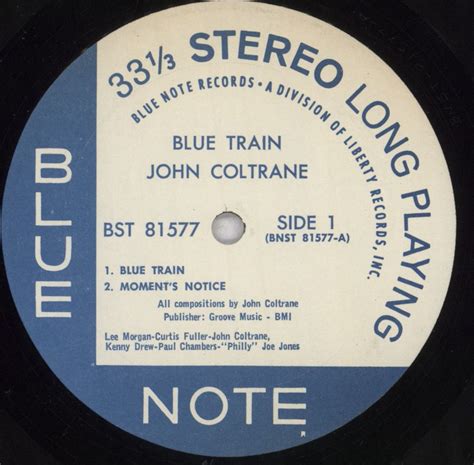 33⅓ STEREO LONG PLAYING
BLUE NOTE RECORDS • A DIVISION OF LIBERTY RECORDS, INC.
BLUE TRAIN
JOHN COLTRANE
BST 81577
SIDE 1
(BNST 81577-A)
1. BLUE TRAIN
2. MOMENT'S NOTICE
All compositions by John Coltrane
Publisher: Groove Music - BMI
Lee Morgan-Curtis Fuller-John Coltrane,
Kenny Drew-Paul Chambers-"Philly" Joe Jones
BLUE
NOTE